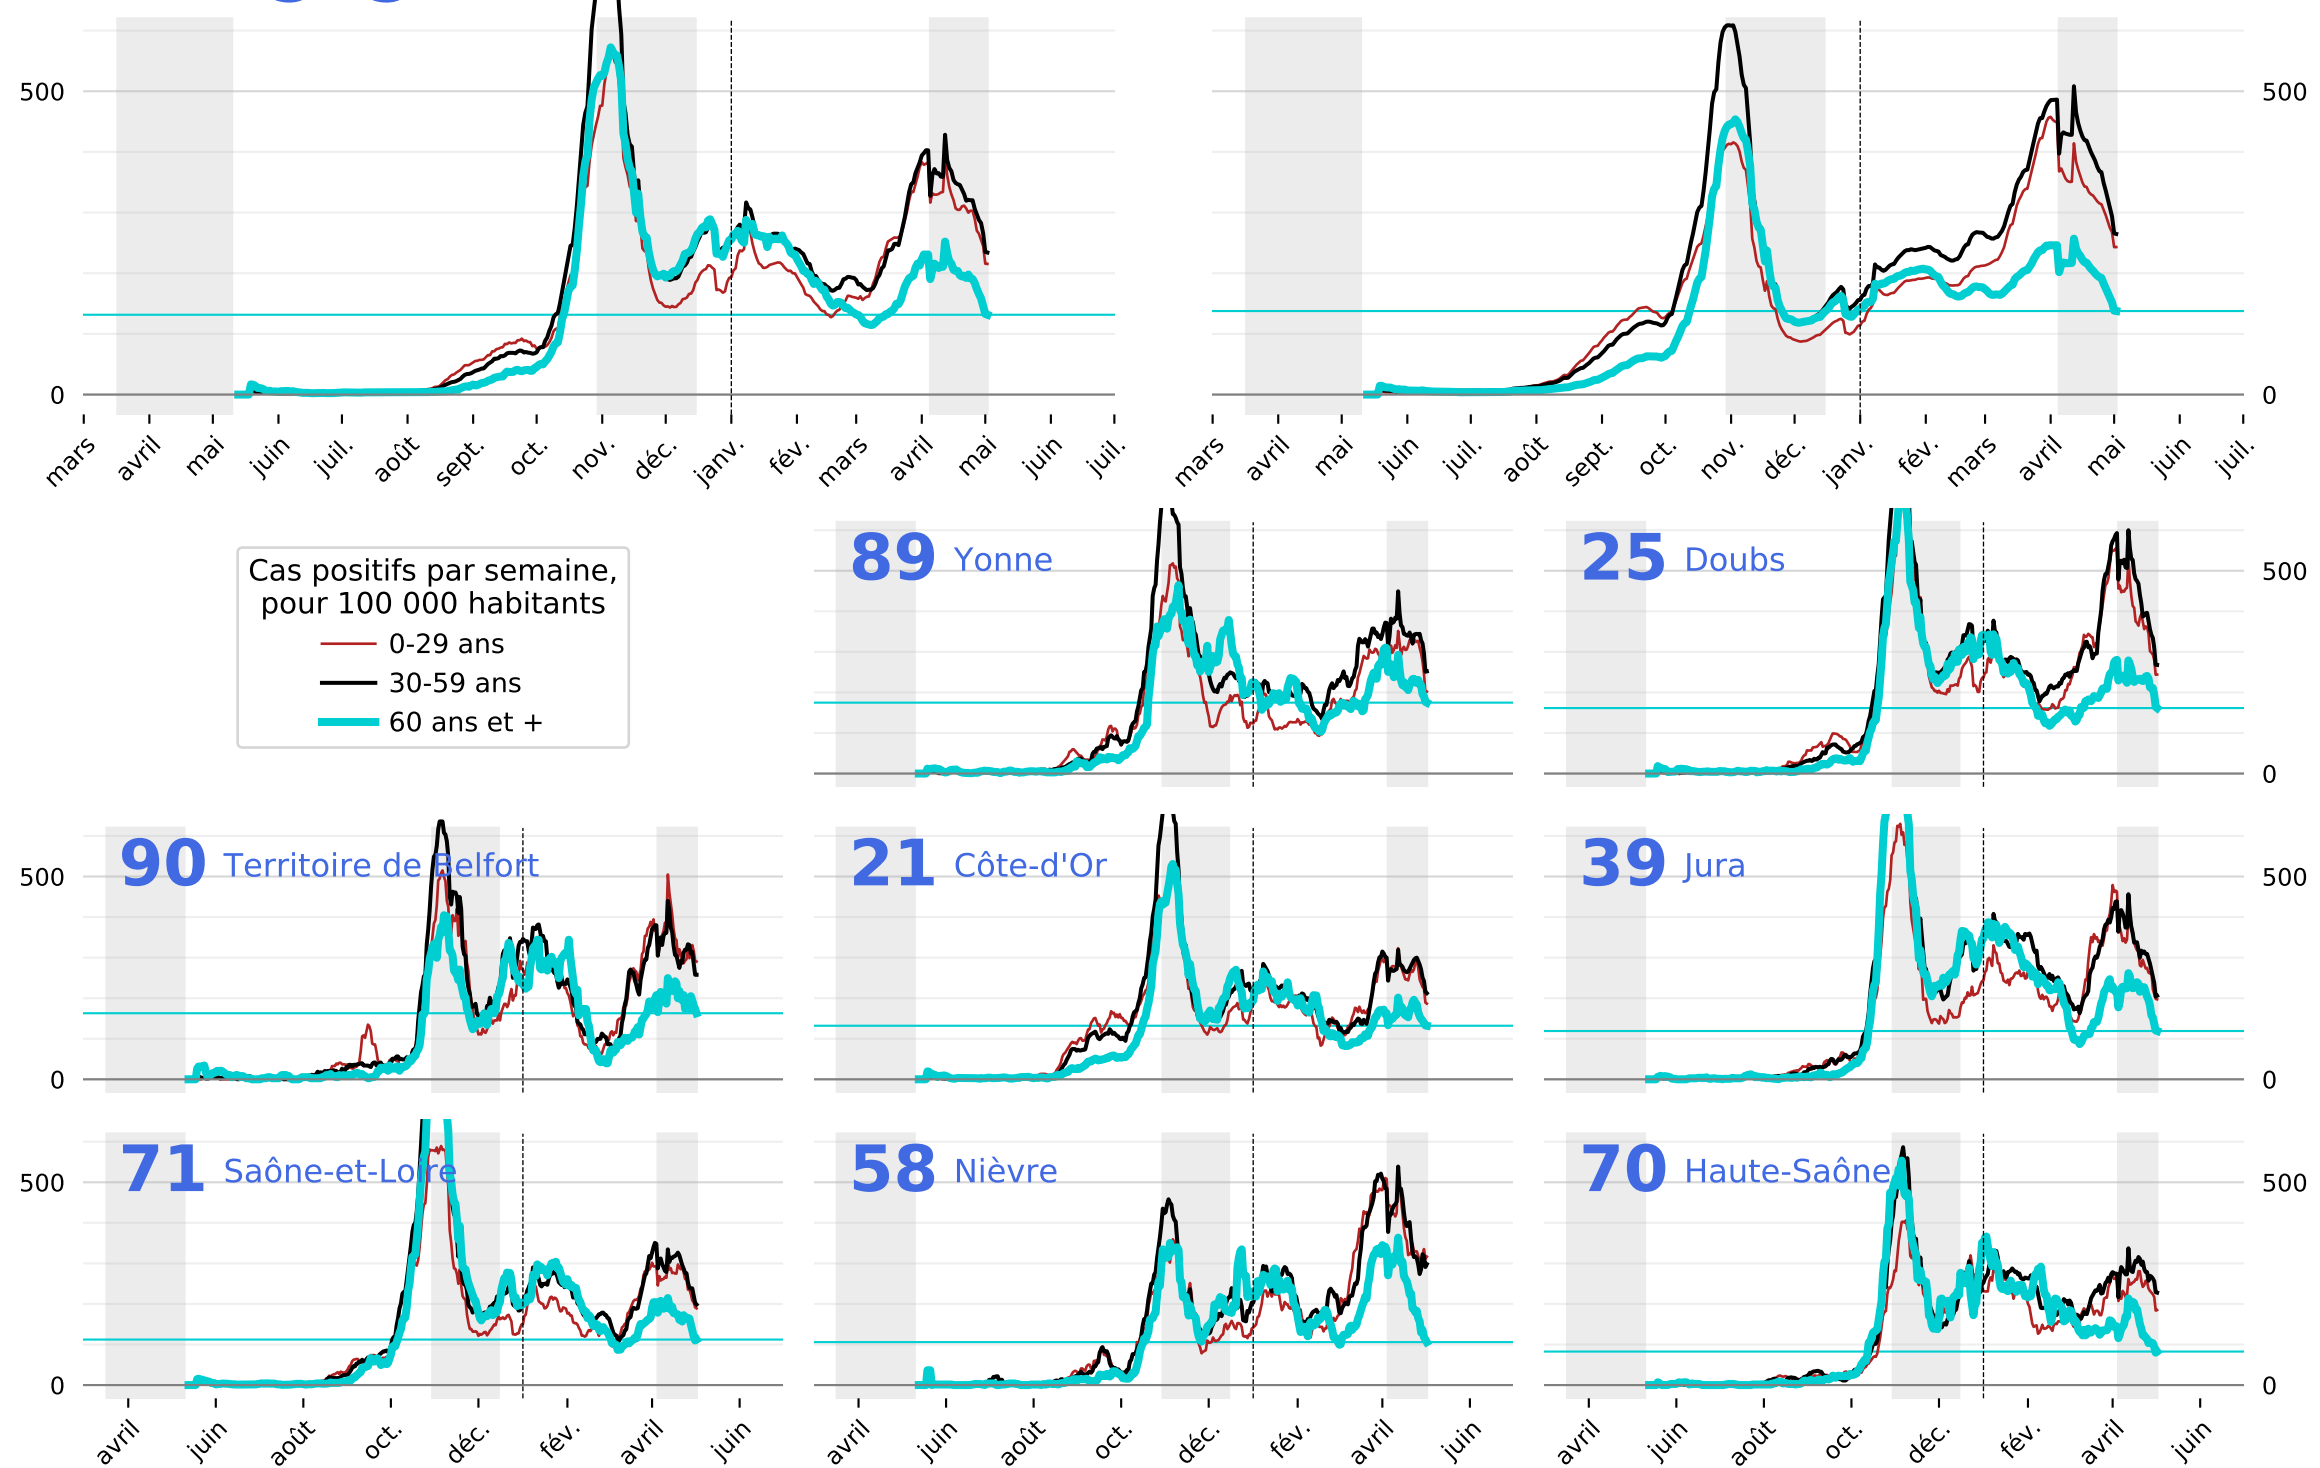 500
500
0
0
mars avril mai juin juil. août sept. oct. nov. déc. janv. fév. mars avril mai juin juil.
mars avril mai juin juil. août sept. oct. nov. déc. janv. fév. mars avril mai juin juil.
Cas positifs par semaine,
pour 100 000 habitants
0-29 ans
30-59 ans
60 ans et +
89 Yonne
25 Doubs
500
0
90 Territoire de Belfort
21 Côte-d'Or
39 Jura
500
500
0
0
71 Saône-et-Loire
58 Nièvre
70 Haute-Saône
500
500
0
0
avril juin août oct. déc. fév. avril juin
avril juin août oct. déc. fév. avril juin
avril juin août oct. déc. fév. avril juin